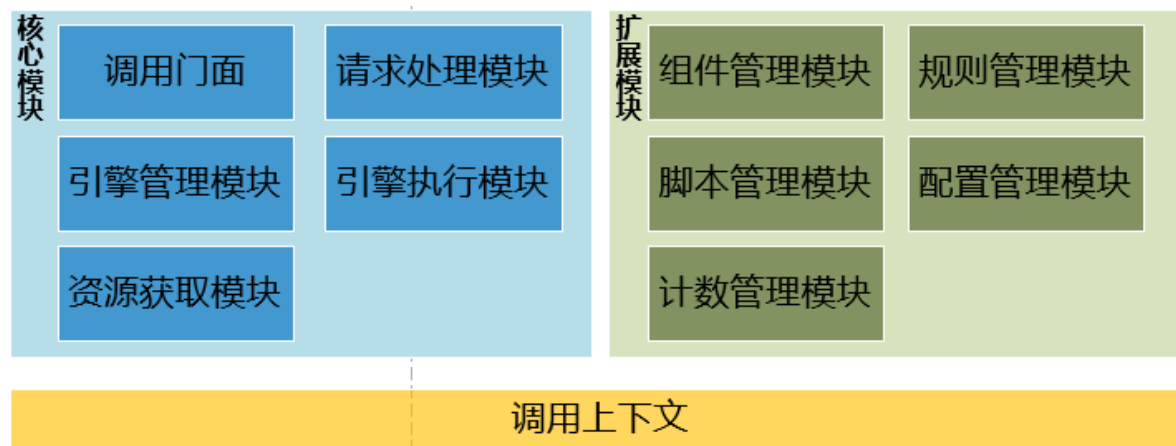 核心模块
调用门面
请求处理模块
引擎管理模块
引擎执行模块
资源获取模块
扩展模块
组件管理模块
规则管理模块
脚本管理模块
配置管理模块
计数管理模块
调用上下文